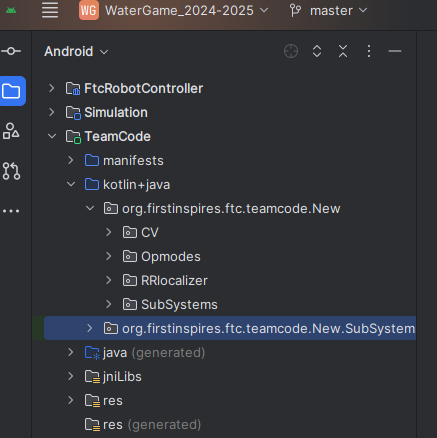 WG WaterGame_2024-2025 master
Android
FtcRobotController
Simulation
TeamCode
manifests
kotlin+java
org.firstinspires.ftc.teamcode.New
CV
Opmodes
RRlocalizer
SubSystems
org.firstinspires.ftc.teamcode.New.SubSystem
java (generated)
jniLibs
res
res (generated)